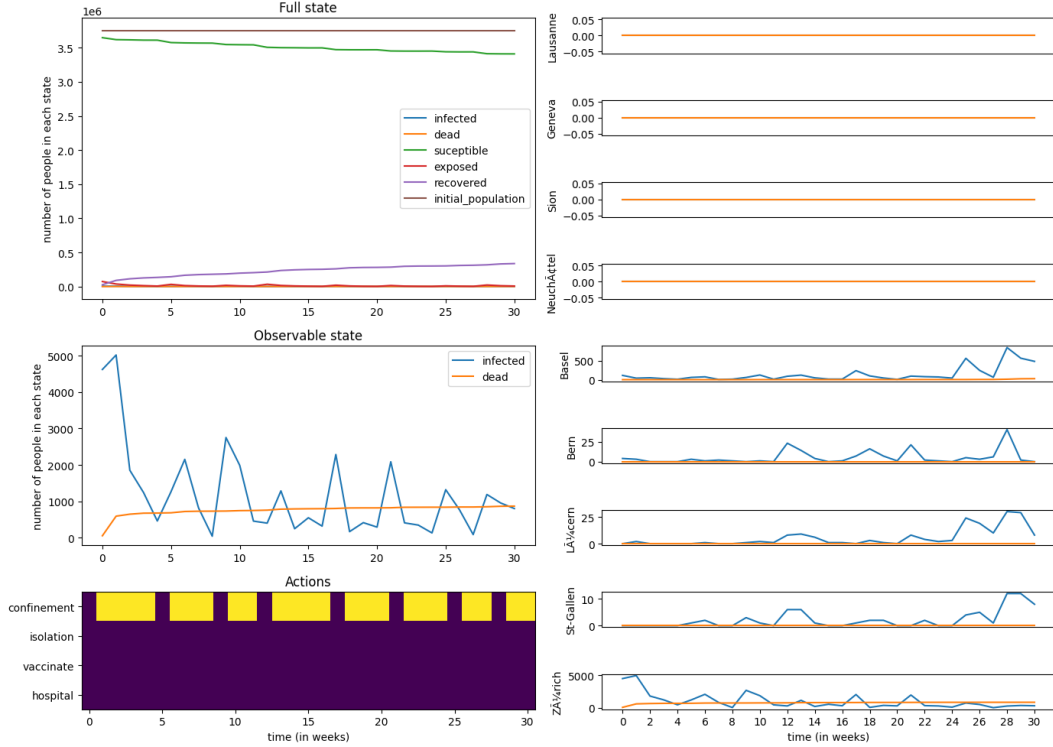 Full state
1e6
number of people in each state
3.5
3.0
2.5
2.0
1.5
1.0
0.5
0.0
infected
dead
suceptible
exposed
recovered
initial_population
0 5 10 15 20 25 30
Observable state
number of people in each state
5000
4000
3000
2000
1000
0
infected
dead
0 5 10 15 20 25 30
Actions
confinement
isolation
vaccinate
hospital
0 5 10 15 20 25 30
time (in weeks)
Lausanne
0.05
0.00
−0.05
Geneva
0.05
0.00
−0.05
Sion
0.05
0.00
−0.05
NeuchÃ¢tel
0.05
0.00
−0.05
Basel
500
0
Bern
25
0
LÃ¼cern
25
0
St-Gallen
10
0
ZÃ¼rich
5000
0
0 2 4 6 8 10 12 14 16 18 20 22 24 26 28 30
time (in weeks)